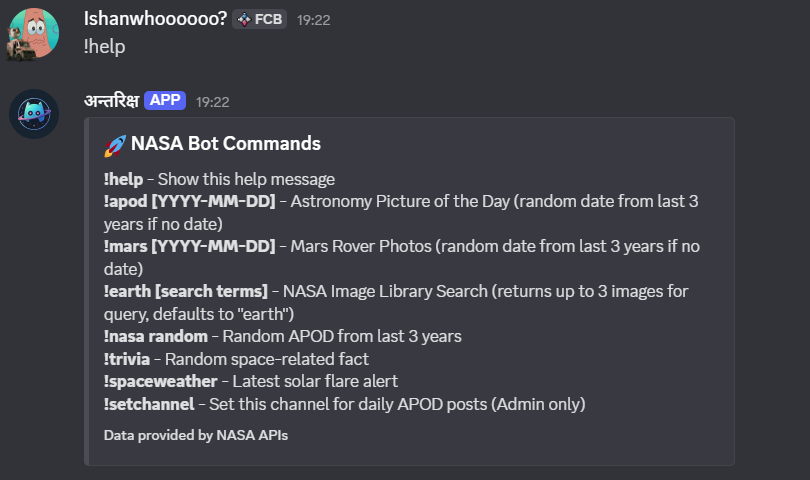 Ishanwhoooooo? FCB 19:22
!help
अन्तरिक्ष APP 19:22
🚀 NASA Bot Commands
!help - Show this help message
!apod [YYYY-MM-DD] - Astronomy Picture of the Day (random date from last 3
years if no date)
!mars [YYYY-MM-DD] - Mars Rover Photos (random date from last 3 years if no
date)
!earth [search terms] - NASA Image Library Search (returns up to 3 images for
query, defaults to "earth")
!nasa random - Random APOD from last 3 years
!trivia - Random space-related fact
!spaceweather - Latest solar flare alert
!setchannel - Set this channel for daily APOD posts (Admin only)
Data provided by NASA APIs